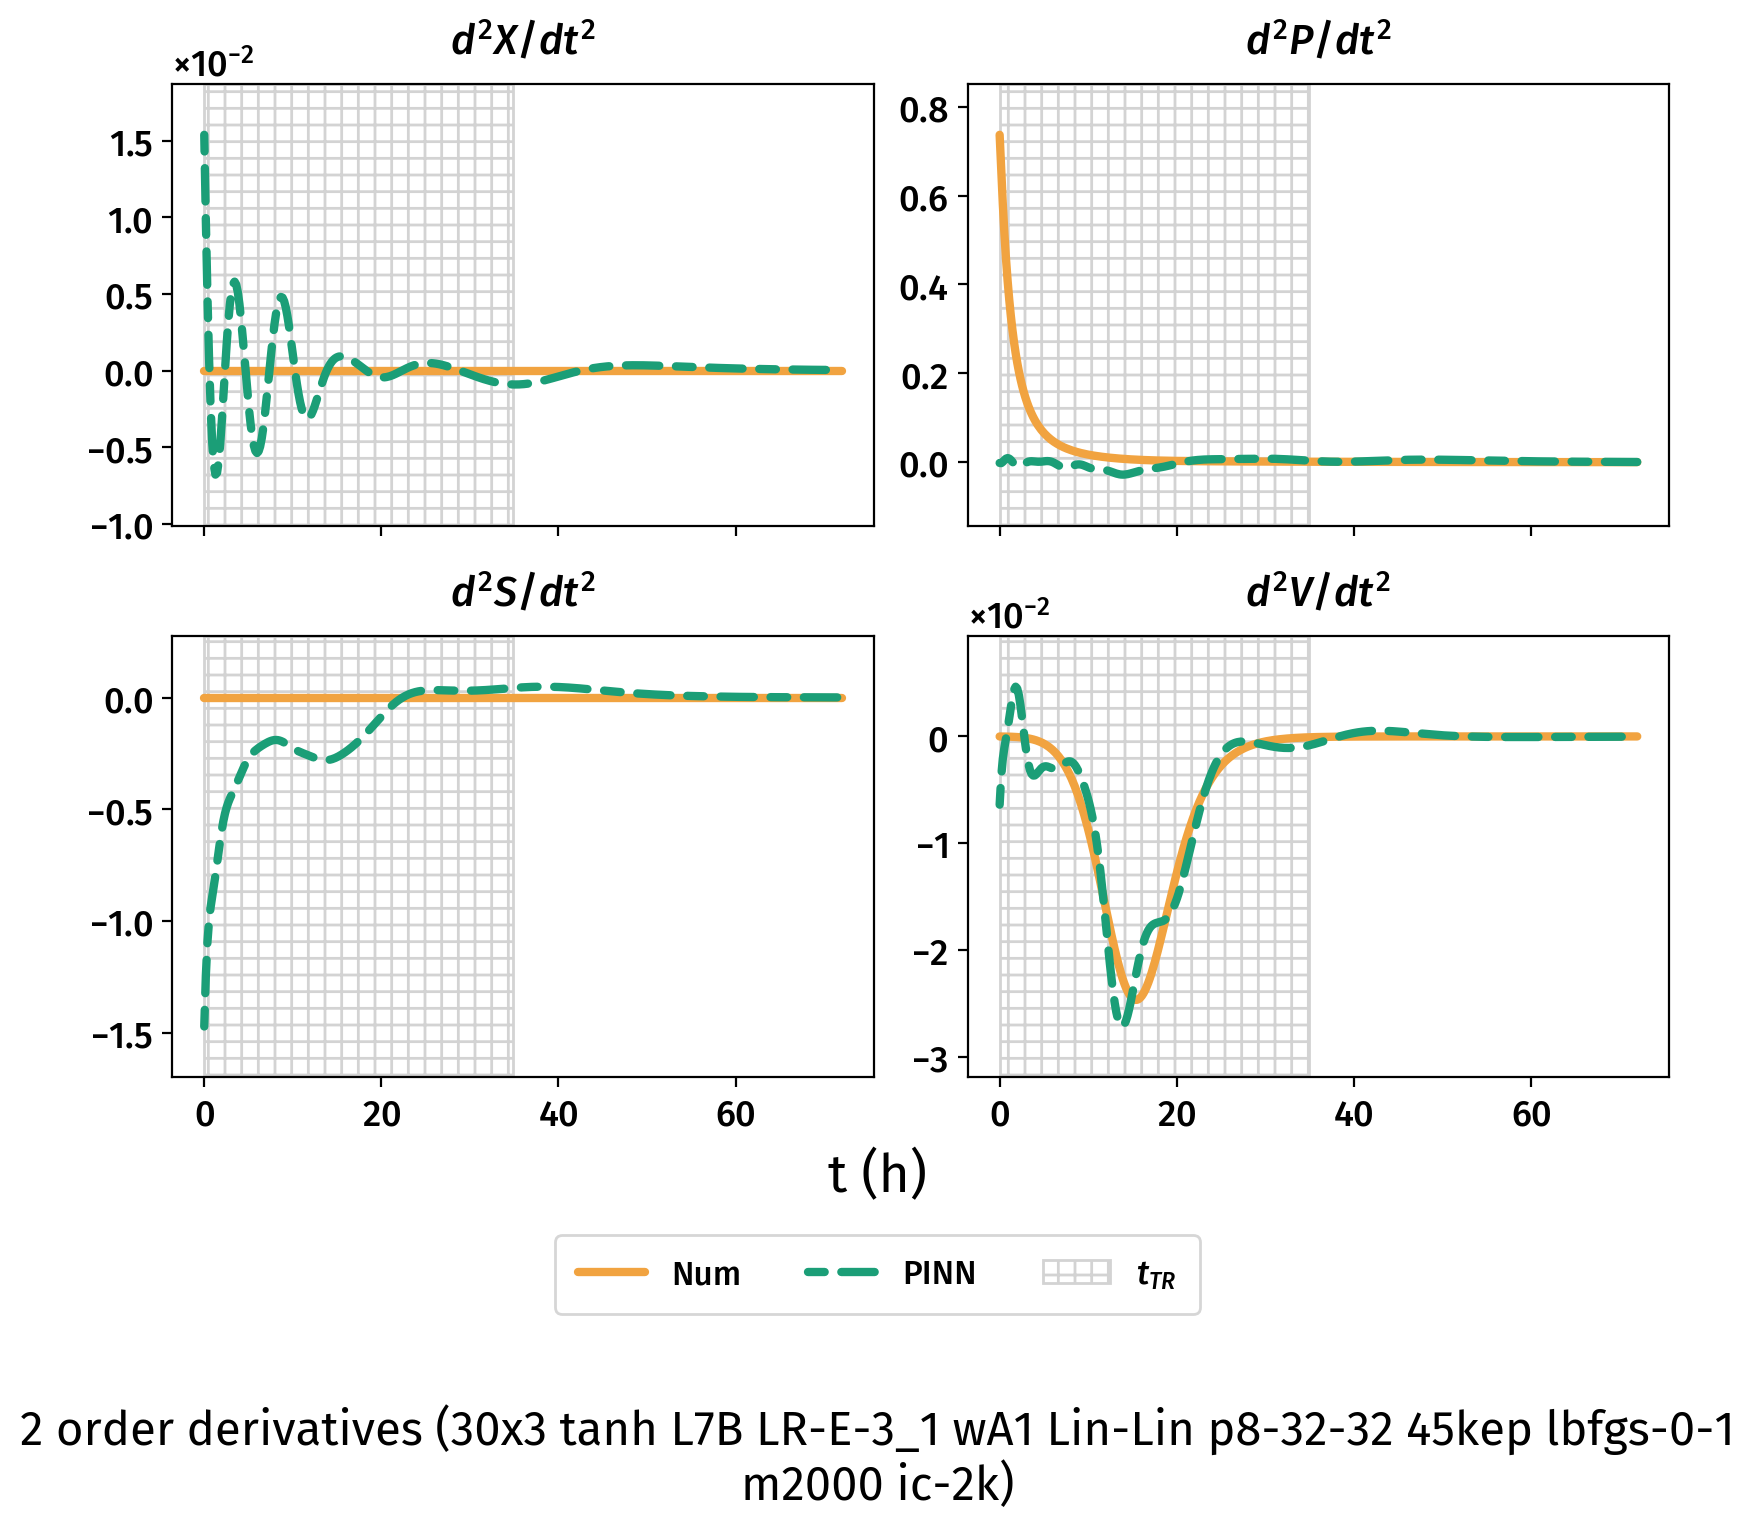 d²X/dt²
×10⁻²
1.5
1.0
0.5
0.0
−0.5
−1.0
d²P/dt²
0.8
0.6
0.4
0.2
0.0
d²S/dt²
0.0
−0.5
−1.0
−1.5
0 20 40 60
d²V/dt²
×10⁻²
0
−1
−2
−3
0 20 40 60
t (h)
Num PINN t_TR
2 order derivatives (30x3 tanh L7B LR-E-3_1 wA1 Lin-Lin p8-32-32 45kep lbfgs-0-1
m2000 ic-2k)